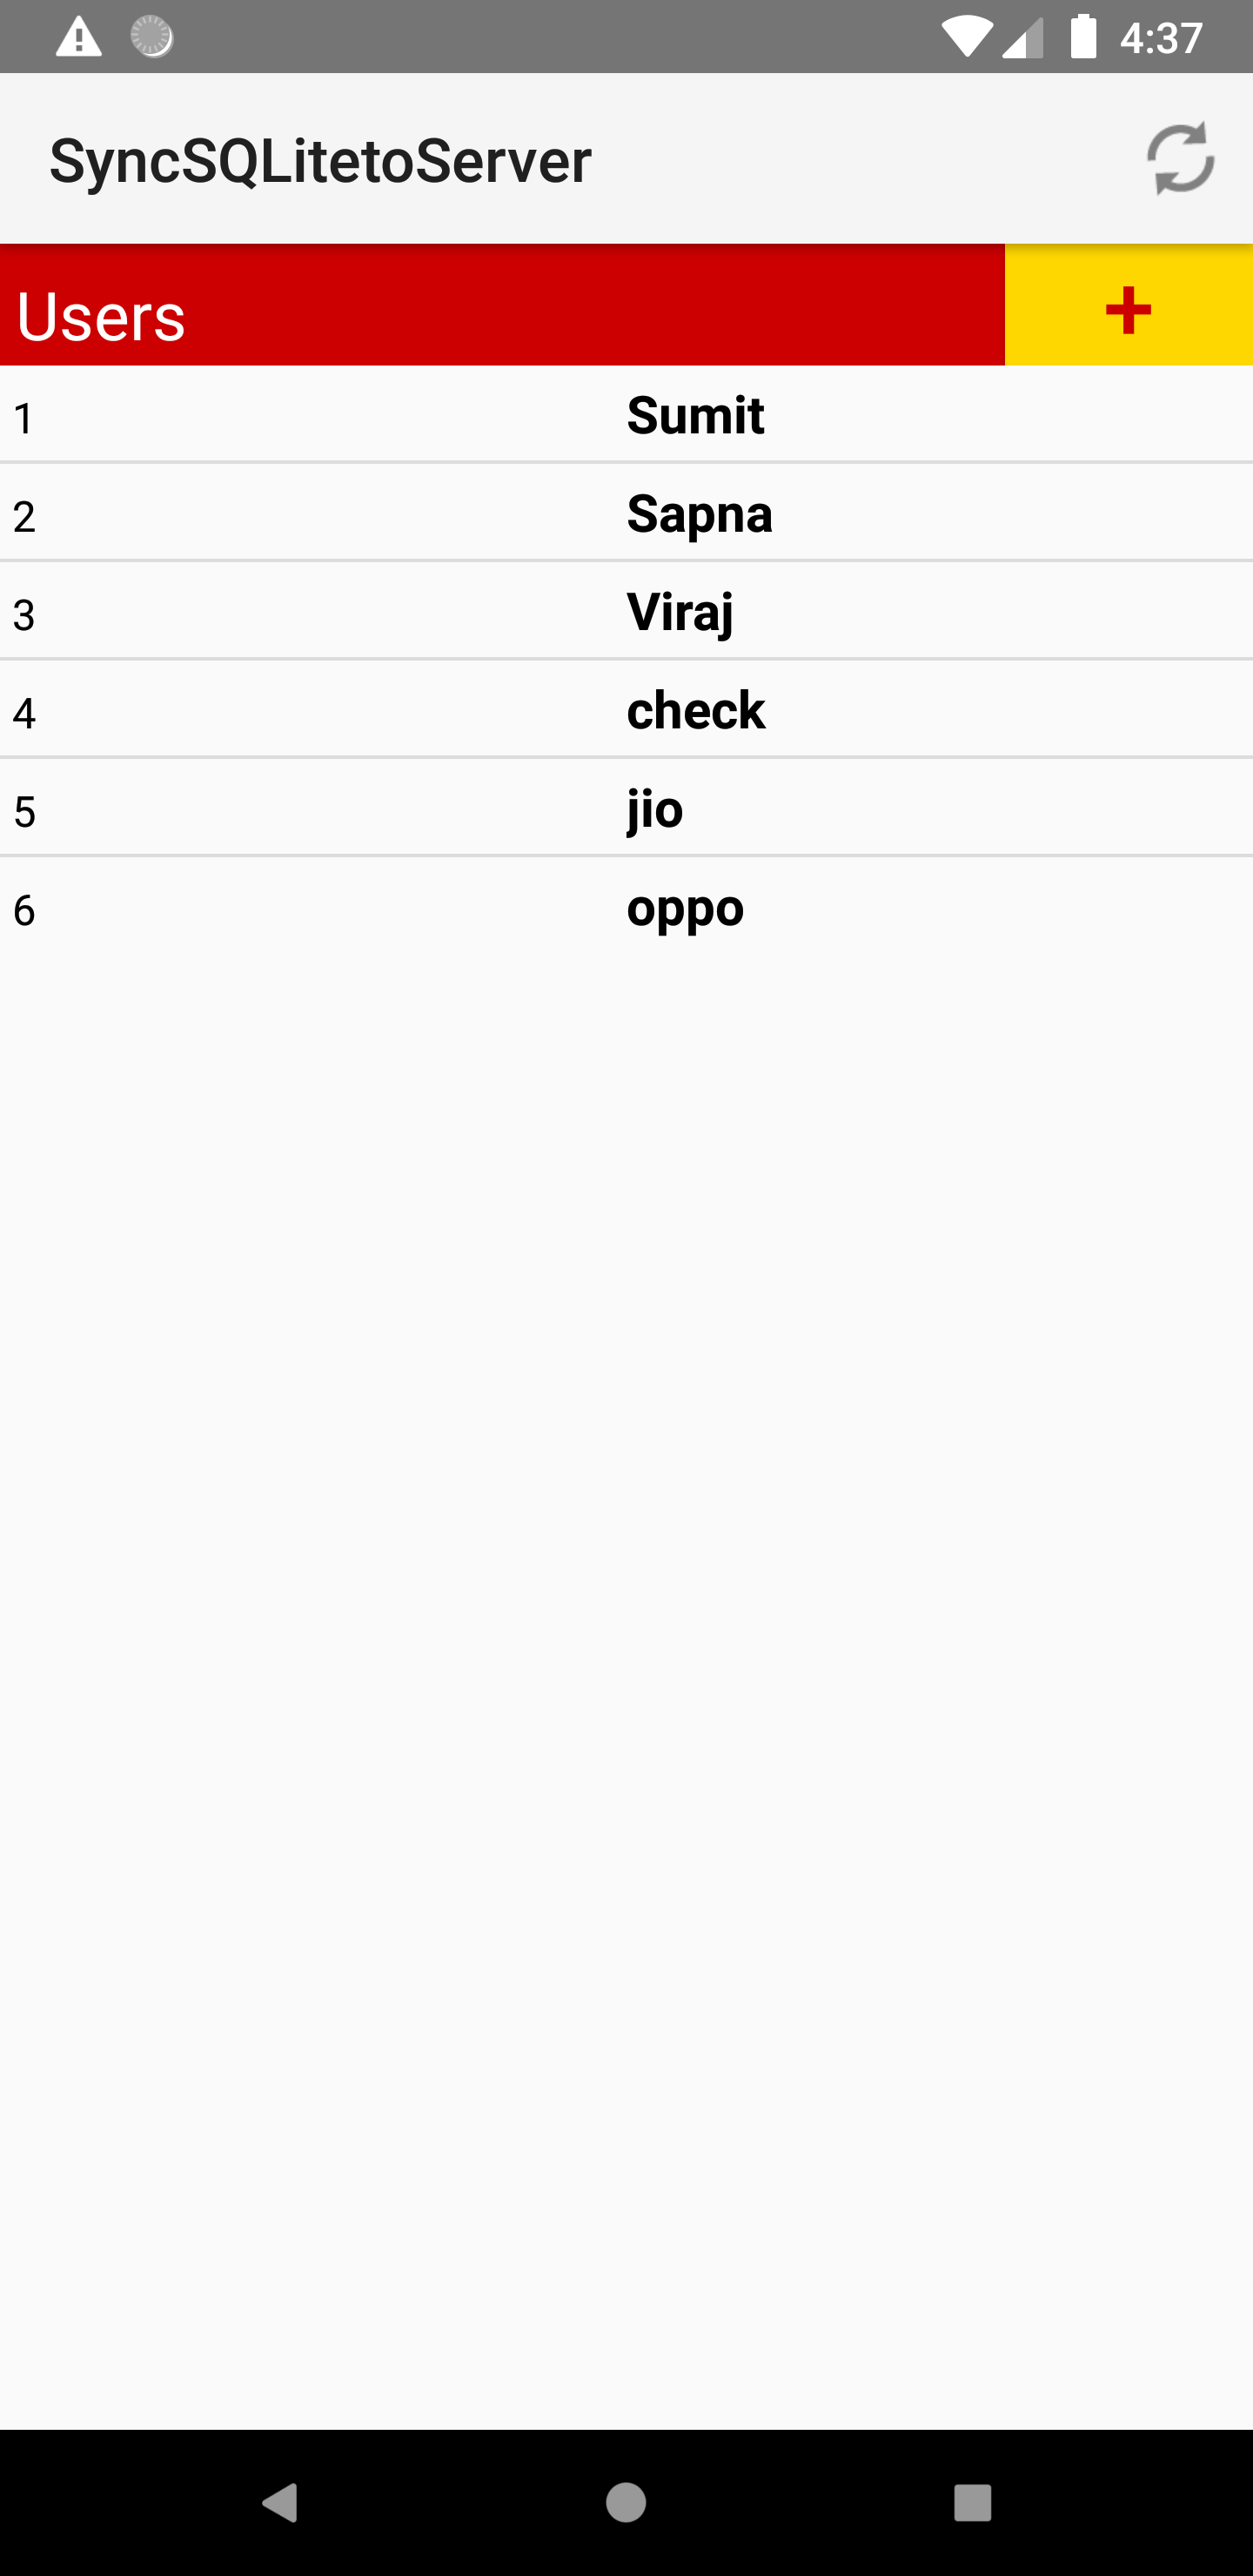 4:37
SyncSQLitetoServer
Users +
1 Sumit
2 Sapna
3 Viraj
4 check
5 jio
6 oppo